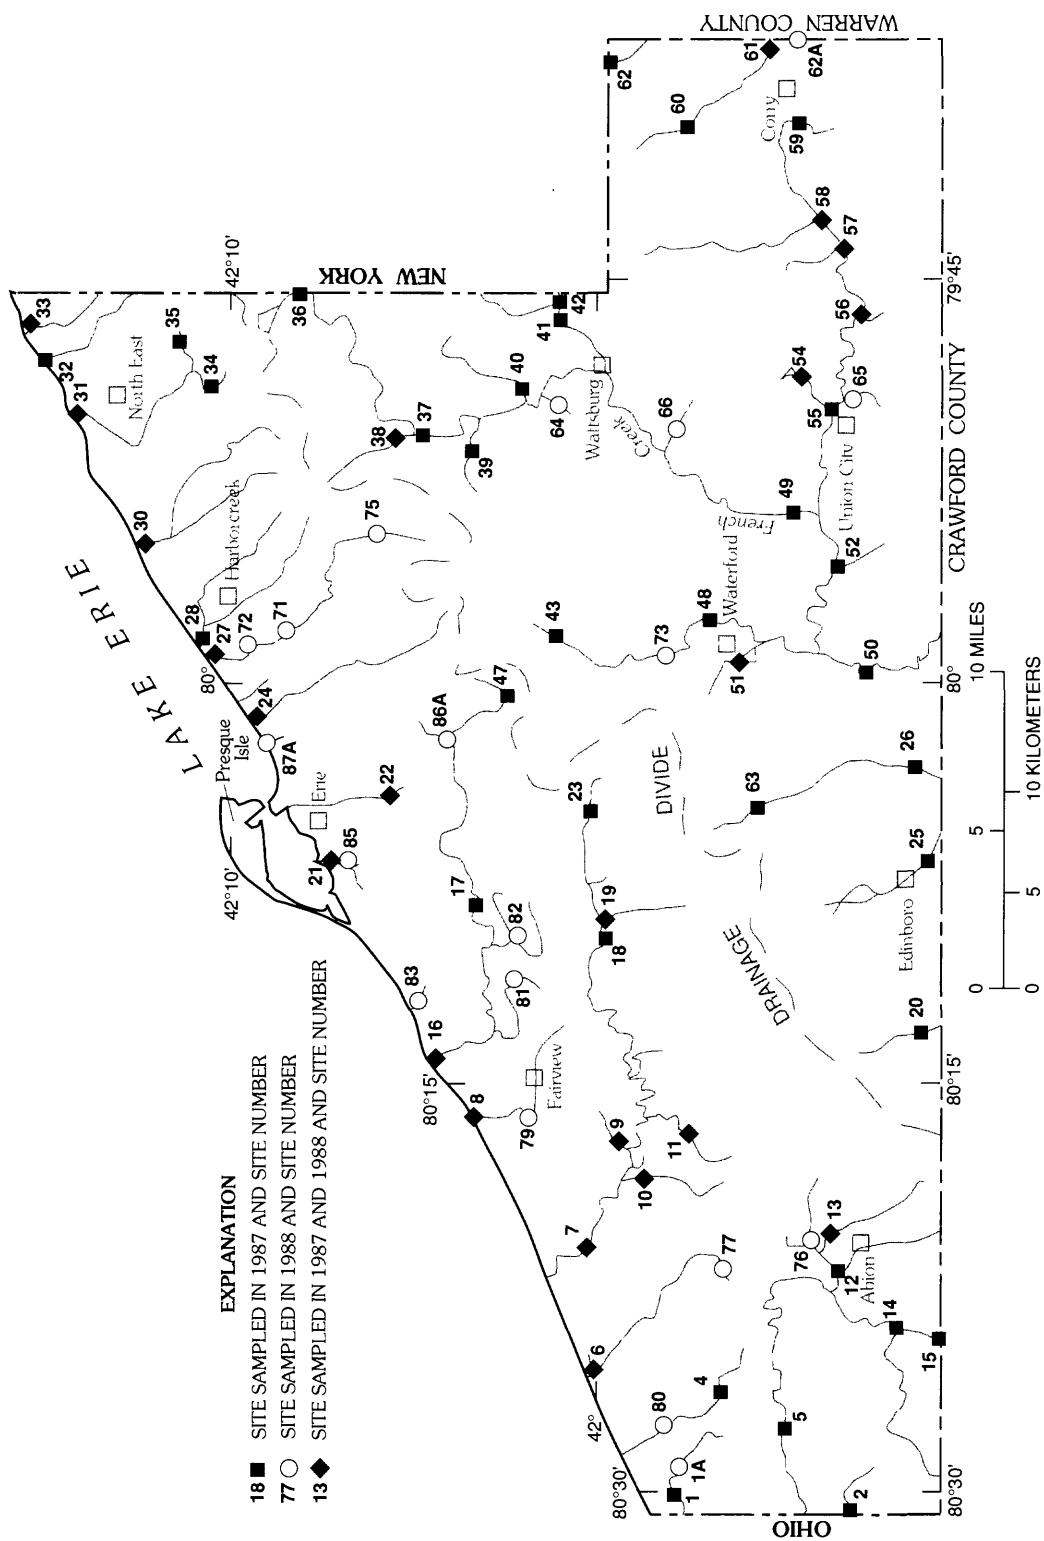 EXPLANATION
18 ■ SITE SAMPLED IN 1987 AND SITE NUMBER
77 ○ SITE SAMPLED IN 1988 AND SITE NUMBER
13 ◆ SITE SAMPLED IN 1987 AND 1988 AND SITE NUMBER
LAKE ERIE
NEW YORK
WARREN COUNTY
CRAWFORD COUNTY
OHIO
DRAINAGE
DIVIDE
Presque
Isle
Erie
North East
Harborcreek
Wattsburg
French
Creek
Waterford
Union City
Corry
Edinboro
Fairview
Albion
80°30'
42°
80°15'
42°10'
80°
42°10'
80°30'
80°15'
80°
79°45'
33
32
31
35
34
36
30
28
27
72
71
75
24
87A
22
21
85
38
37
39
40
41
42
64
66
62
61
62A
60
59
58
57
56
54
65
55
49
52
43
73
48
51
50
47
86A
17
82
81
83
16
8
79
23
19
18
63
26
25
20
9
10
11
7
6
77
76
13
12
14
15
80
4
5
1
1A
2
0 5 10 MILES
0 5 10 KILOMETERS